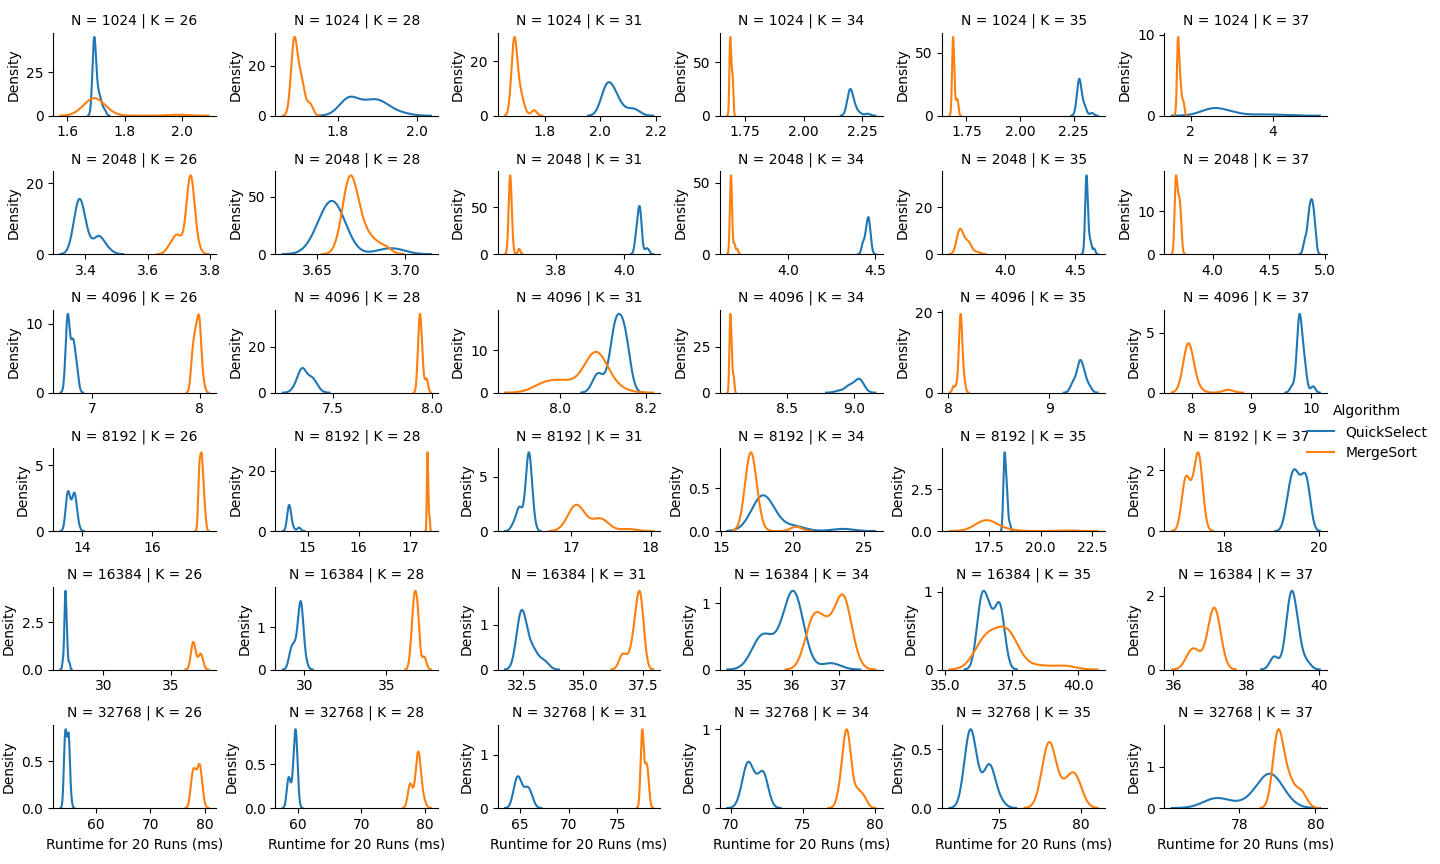 N = 1024 | K = 26
N = 1024 | K = 28
N = 1024 | K = 31
N = 1024 | K = 34
N = 1024 | K = 35
N = 1024 | K = 37
Density
25
0
1.6 1.8 2.0
Density
20
0
1.8 2.0
Density
20
0
1.8 2.0 2.2
Density
50
0
1.75 2.00 2.25
Density
50
0
1.75 2.00 2.25
Density
10
5
0
2 4
N = 2048 | K = 26
N = 2048 | K = 28
N = 2048 | K = 31
N = 2048 | K = 34
N = 2048 | K = 35
N = 2048 | K = 37
Density
20
10
0
3.4 3.6 3.8
Density
50
0
3.65 3.70
Density
50
0
3.8 4.0
Density
50
25
0
4.0 4.5
Density
20
0
4.0 4.5
Density
10
0
4.0 4.5 5.0
N = 4096 | K = 26
N = 4096 | K = 28
N = 4096 | K = 31
N = 4096 | K = 34
N = 4096 | K = 35
N = 4096 | K = 37
Density
10
0
7 8
Density
20
0
7.5 8.0
Density
10
0
8.0 8.2
Density
25
0
8.5 9.0
Density
20
10
0
8 9
Density
5
0
8 9 10
Algorithm
QuickSelect
MergeSort
N = 8192 | K = 26
N = 8192 | K = 28
N = 8192 | K = 31
N = 8192 | K = 34
N = 8192 | K = 35
N = 8192 | K = 37
Density
5
0
14 16
Density
20
0
15 16 17
Density
5
0
17 18
Density
0.5
0.0
15 20 25
Density
2.5
0.0
17.5 20.0 22.5
Density
2
0
18 20
N = 16384 | K = 26
N = 16384 | K = 28
N = 16384 | K = 31
N = 16384 | K = 34
N = 16384 | K = 35
N = 16384 | K = 37
Density
2.5
0.0
30 35
Density
1
0
30 35
Density
1
0
32.5 35.0 37.5
Density
1
0
35 36 37
Density
1
0
35.0 37.5 40.0
Density
2
0
36 38 40
N = 32768 | K = 26
N = 32768 | K = 28
N = 32768 | K = 31
N = 32768 | K = 34
N = 32768 | K = 35
N = 32768 | K = 37
Density
0.5
0.0
60 70 80
Runtime for 20 Runs (ms)
Density
0.5
0.0
60 70 80
Runtime for 20 Runs (ms)
Density
1
0
65 70 75
Runtime for 20 Runs (ms)
Density
1
0
70 75 80
Runtime for 20 Runs (ms)
Density
0.5
0.0
75 80
Runtime for 20 Runs (ms)
Density
1
0
78 80
Runtime for 20 Runs (ms)